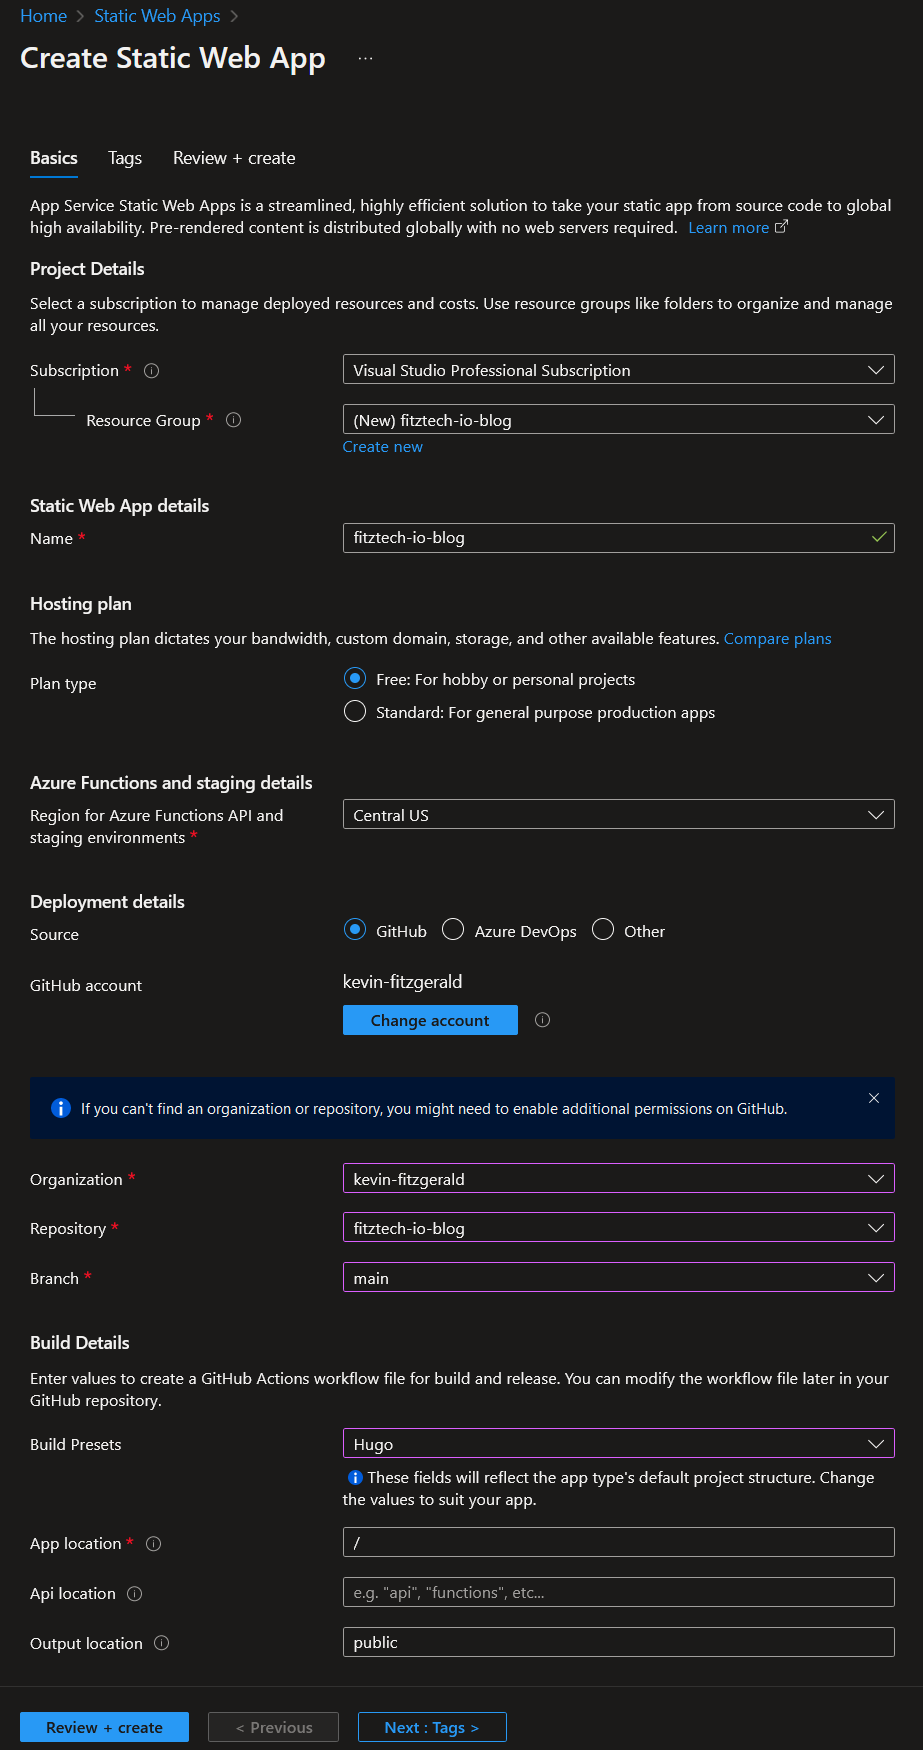 Home > Static Web Apps >
Create Static Web App ...
Basics Tags Review + create
App Service Static Web Apps is a streamlined, highly efficient solution to take your static app from source code to global
high availability. Pre-rendered content is distributed globally with no web servers required. Learn more
Project Details
Select a subscription to manage deployed resources and costs. Use resource groups like folders to organize and manage
all your resources.
Subscription * Visual Studio Professional Subscription
Resource Group * (New) fitztech-io-blog
Create new
Static Web App details
Name * fitztech-io-blog
Hosting plan
The hosting plan dictates your bandwidth, custom domain, storage, and other available features. Compare plans
Plan type Free: For hobby or personal projects
Standard: For general purpose production apps
Azure Functions and staging details
Region for Azure Functions API and Central US
staging environments *
Deployment details
Source GitHub Azure DevOps Other
GitHub account kevin-fitzgerald
Change account
If you can't find an organization or repository, you might need to enable additional permissions on GitHub.
Organization * kevin-fitzgerald
Repository * fitztech-io-blog
Branch * main
Build Details
Enter values to create a GitHub Actions workflow file for build and release. You can modify the workflow file later in your
GitHub repository.
Build Presets Hugo
These fields will reflect the app type's default project structure. Change
the values to suit your app.
App location * /
Api location e.g. "api", "functions", etc...
Output location public
Review + create < Previous Next : Tags >